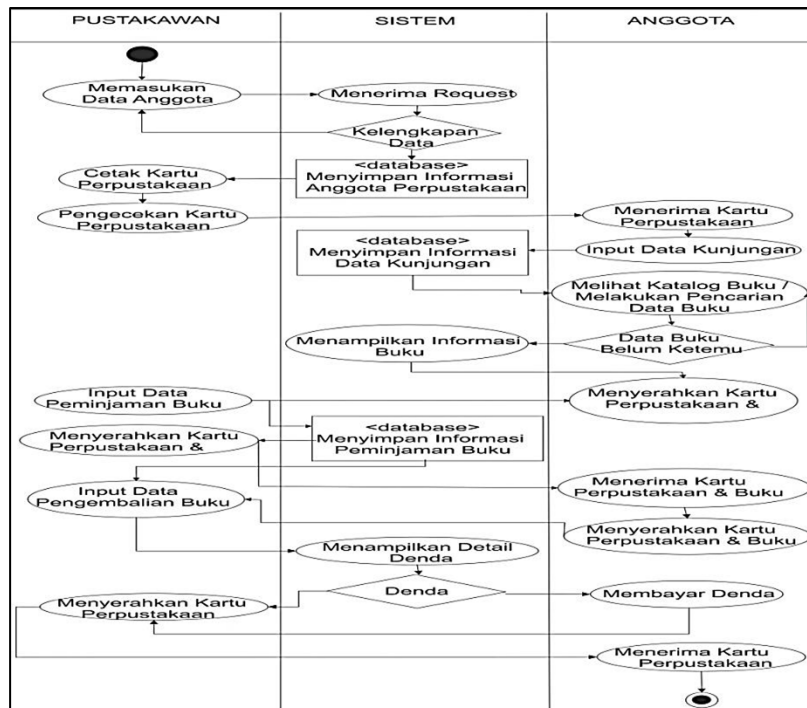 PUSTAKAWAN
SISTEM
ANGGOTA
Memasukan
Data Anggota
Menerima Request
Kelengkapan
Data
<database>
Menyimpan Informasi
Anggota Perpustakaan
Cetak Kartu
Perpustakaan
Pengecekan Kartu
Perpustakaan
Menerima Kartu
Perpustakaan
Input Data Kunjungan
<database>
Menyimpan Informasi
Data Kunjungan
Melihat Katalog Buku /
Melakukan Pencarian
Data Buku
Data Buku
Belum Ketemu
Menampilkan Informasi
Buku
Menyerahkan Kartu
Perpustakaan &
Input Data
Peminjaman Buku
<database>
Menyimpan Informasi
Peminjaman Buku
Menyerahkan Kartu
Perpustakaan &
Menerima Kartu
Perpustakaan & Buku
Menyerahkan Kartu
Perpustakaan & Buku
Input Data
Pengembalian Buku
Menampilkan Detail
Denda
Denda
Membayar Denda
Menyerahkan Kartu
Perpustakaan
Menerima Kartu
Perpustakaan